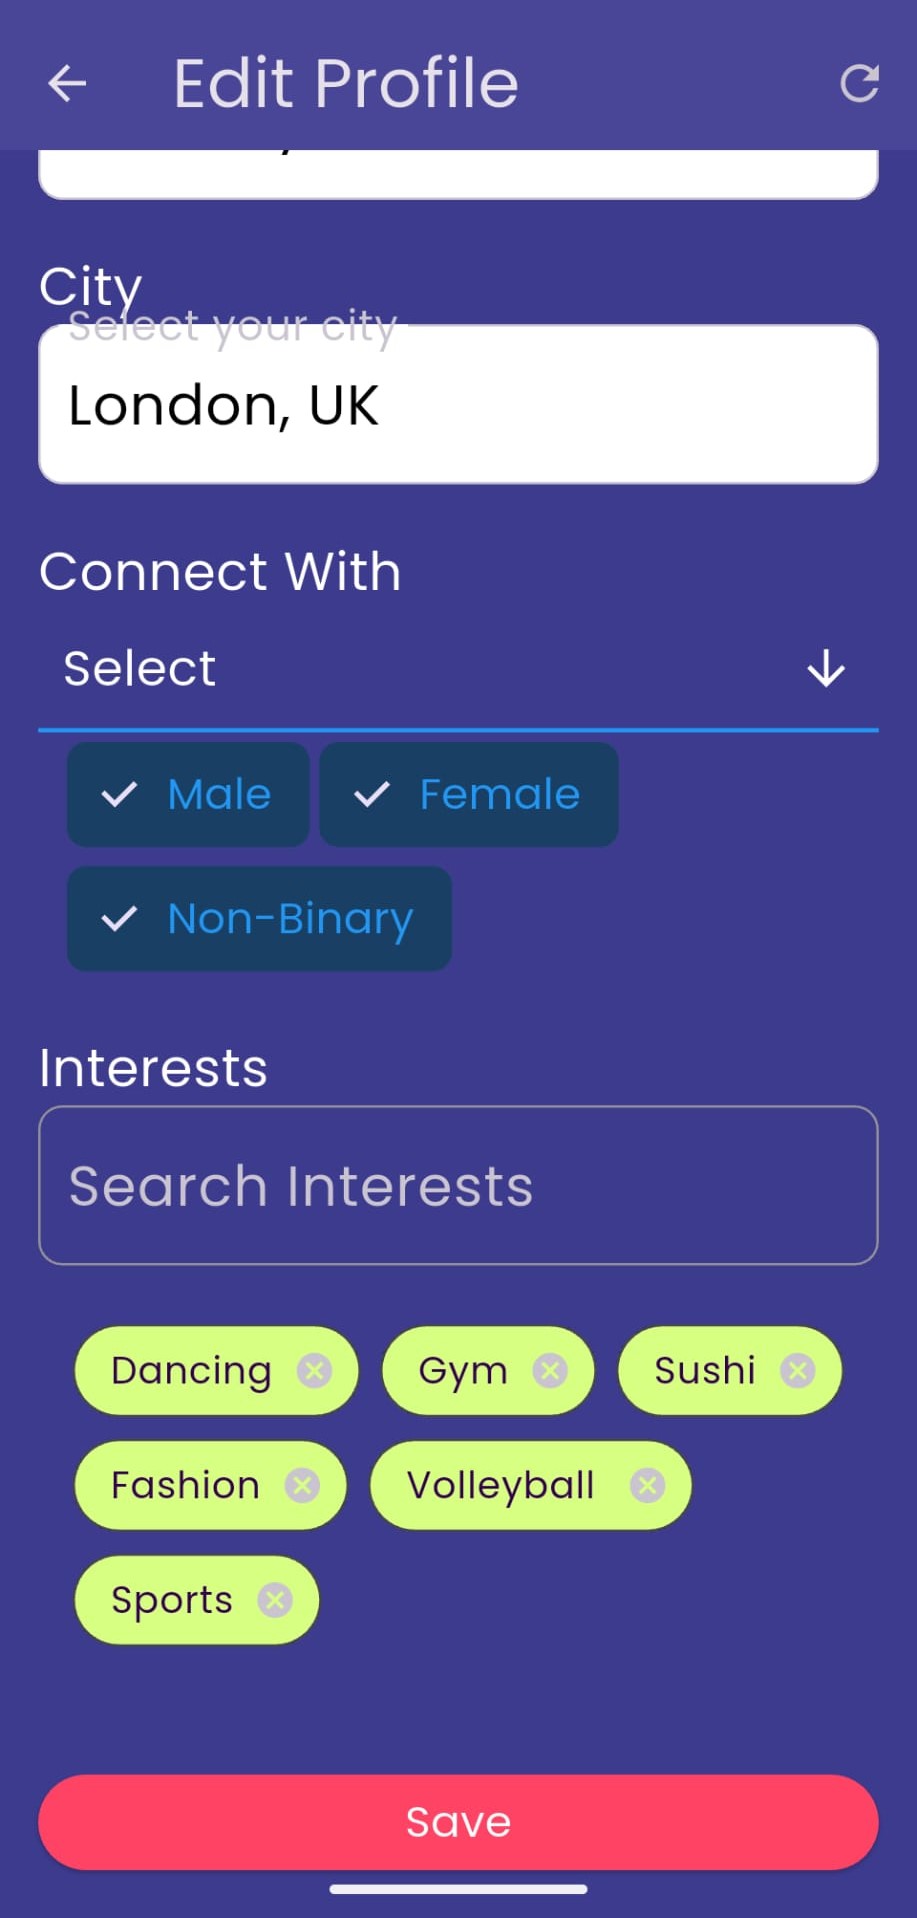 Edit Profile
City
Select your city
London, UK
Connect With
Select
Male Female
Non-Binary
Interests
Search Interests
Dancing Gym Sushi
Fashion Volleyball
Sports
Save